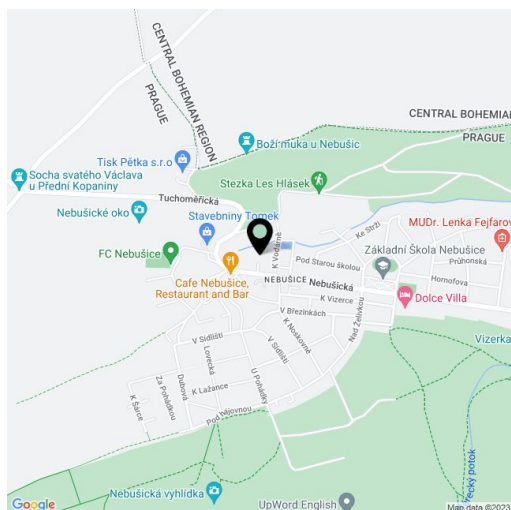 CENTRAL BOHEMIAN REGION
PRAGUE
CENTRAL BOHEMIAN
PRAGUE
Boží muka u Nebušic
Tisk Pětka s.r.o
Socha svatého Václava
u Přední Kopaniny
Stezka Les Hlásek
Tuchoměřická
Nebušické oko
Stavebniny Tomek
MUDr. Lenka Fejfarov
Ke Strži
K Vodárně
FC Nebušice
Základní Škola Nebušice
Pod Starou školou
Průhonská
Cafe Nebušice,
Restaurant and Bar
NEBUŠICE
Nebušická
Hornofova
K Vizerce
Dolce Villa
V Březinkách
Nad Želivkou
K Noskovně
V Sídlišti
V Sídlišti
Vizerka
Lovecká
U Pohádky
Dubová
Za Pohádkou
K Lažance
K Šárce
Pod Hájovnou
Nebušická vyhlídka
UpWord English
Google
Map data ©2023